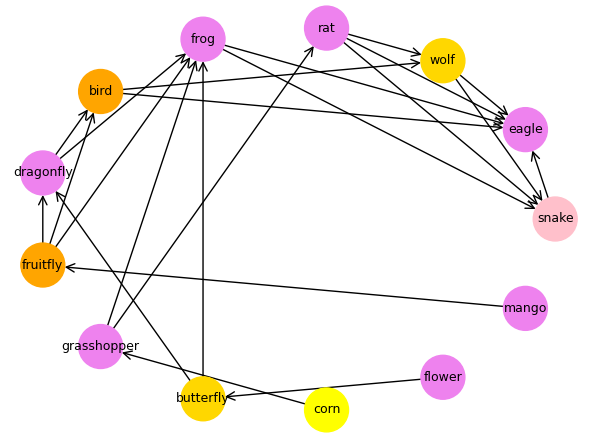 rat
frog
wolf
bird
eagle
dragonfly
snake
fruitfly
mango
grasshopper
flower
butterfly
corn